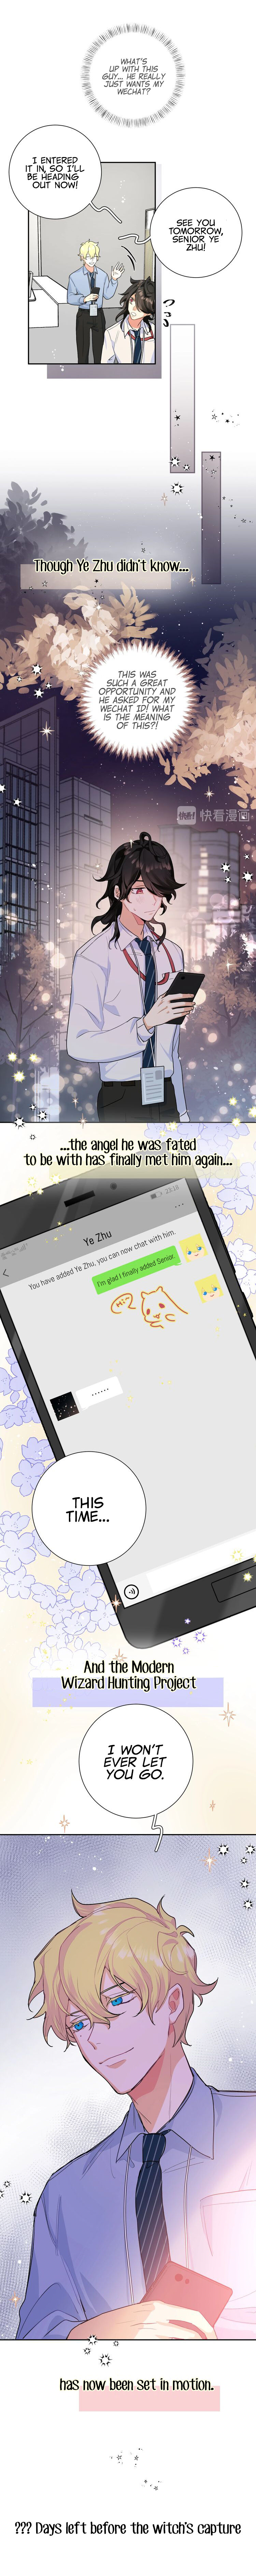 WHAT'S
UP WITH THIS
GUY... HE REALLY
JUST WANTS MY
WECHAT?
I ENTERED
IT IN, SO I'LL
BE HEADING
OUT NOW!
SEE YOU
TOMORROW,
SENIOR YE
ZHU!
Though Ye Zhu didn't know...
THIS WAS
SUCH A GREAT
OPPORTUNITY AND
HE ASKED FOR MY
WECHAT ID! WHAT
IS THE MEANING
OF THIS?!
快看漫画
...the angel he was fated
to be with has finally met him again...
Ye Zhu
You have added Ye Zhu, you can now chat with him.
I'm glad I finally added Senior.
Hi~
......
THIS
TIME...
And the Modern
Wizard Hunting Project
I WON'T
EVER LET
YOU GO.
has now been set in motion.
??? Days left before the witch's capture